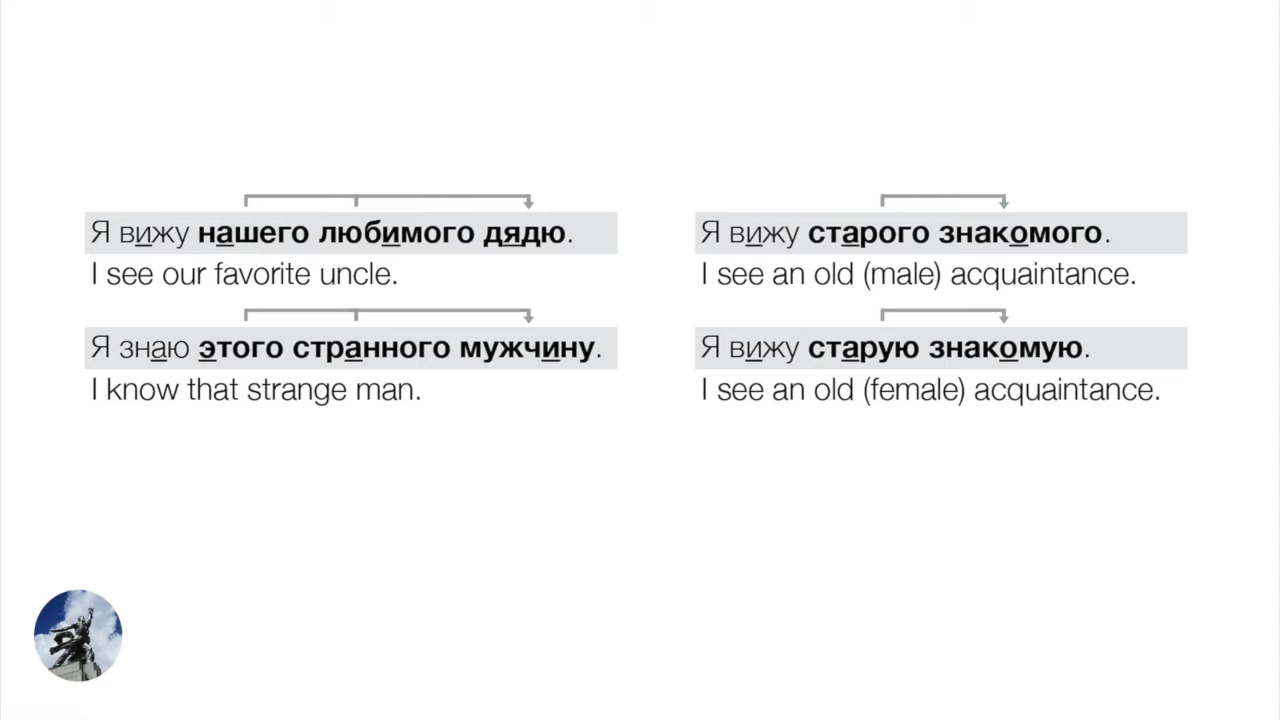 Я вижу нашего любимого дядю.
I see our favorite uncle.
Я знаю этого странного мужчину.
I know that strange man.
Я вижу старого знакомого.
I see an old (male) acquaintance.
Я вижу старую знакомую.
I see an old (female) acquaintance.